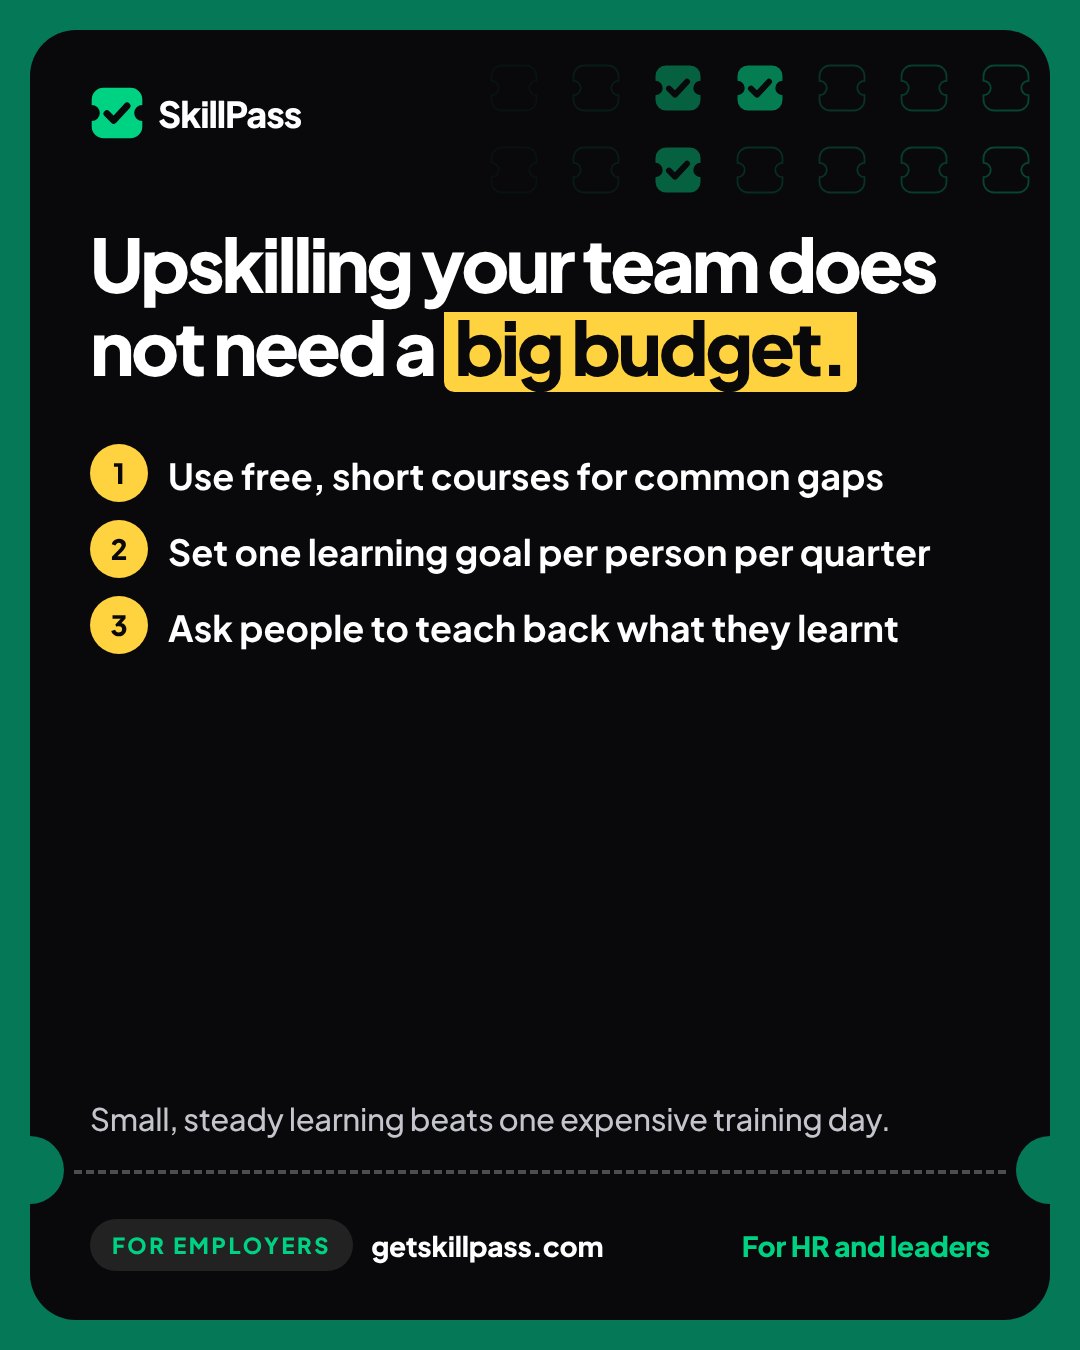 SkillPass
Upskilling your team does
not need a big budget.
1 Use free, short courses for common gaps
2 Set one learning goal per person per quarter
3 Ask people to teach back what they learnt
Small, steady learning beats one expensive training day.
FOR EMPLOYERS getskillpass.com For HR and leaders